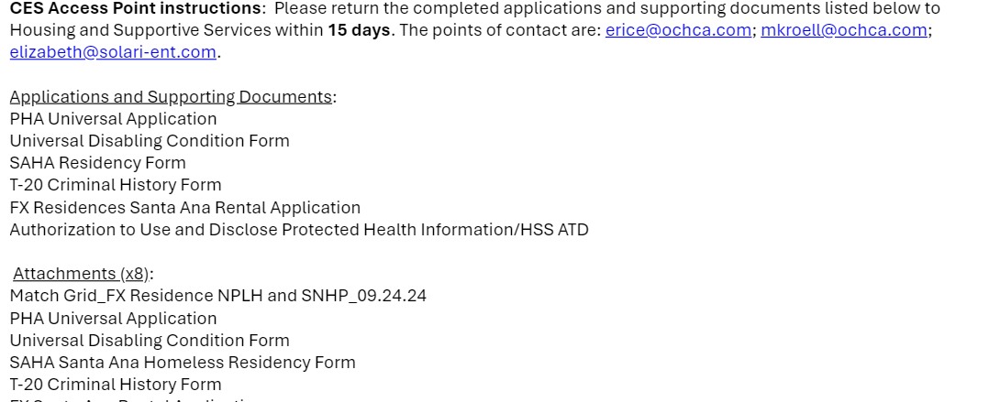 CES Access Point instructions:  Please return the completed applications and supporting documents listed below to
Housing and Supportive Services within 15 days. The points of contact are: erice@ochca.com; mkroell@ochca.com;
elizabeth@solari-ent.com.
Applications and Supporting Documents:
PHA Universal Application
Universal Disabling Condition Form
SAHA Residency Form
T-20 Criminal History Form
FX Residences Santa Ana Rental Application
Authorization to Use and Disclose Protected Health Information/HSS ATD
Attachments (x8):
Match Grid_FX Residence NPLH and SNHP_09.24.24
PHA Universal Application
Universal Disabling Condition Form
SAHA Santa Ana Homeless Residency Form
T-20 Criminal History Form